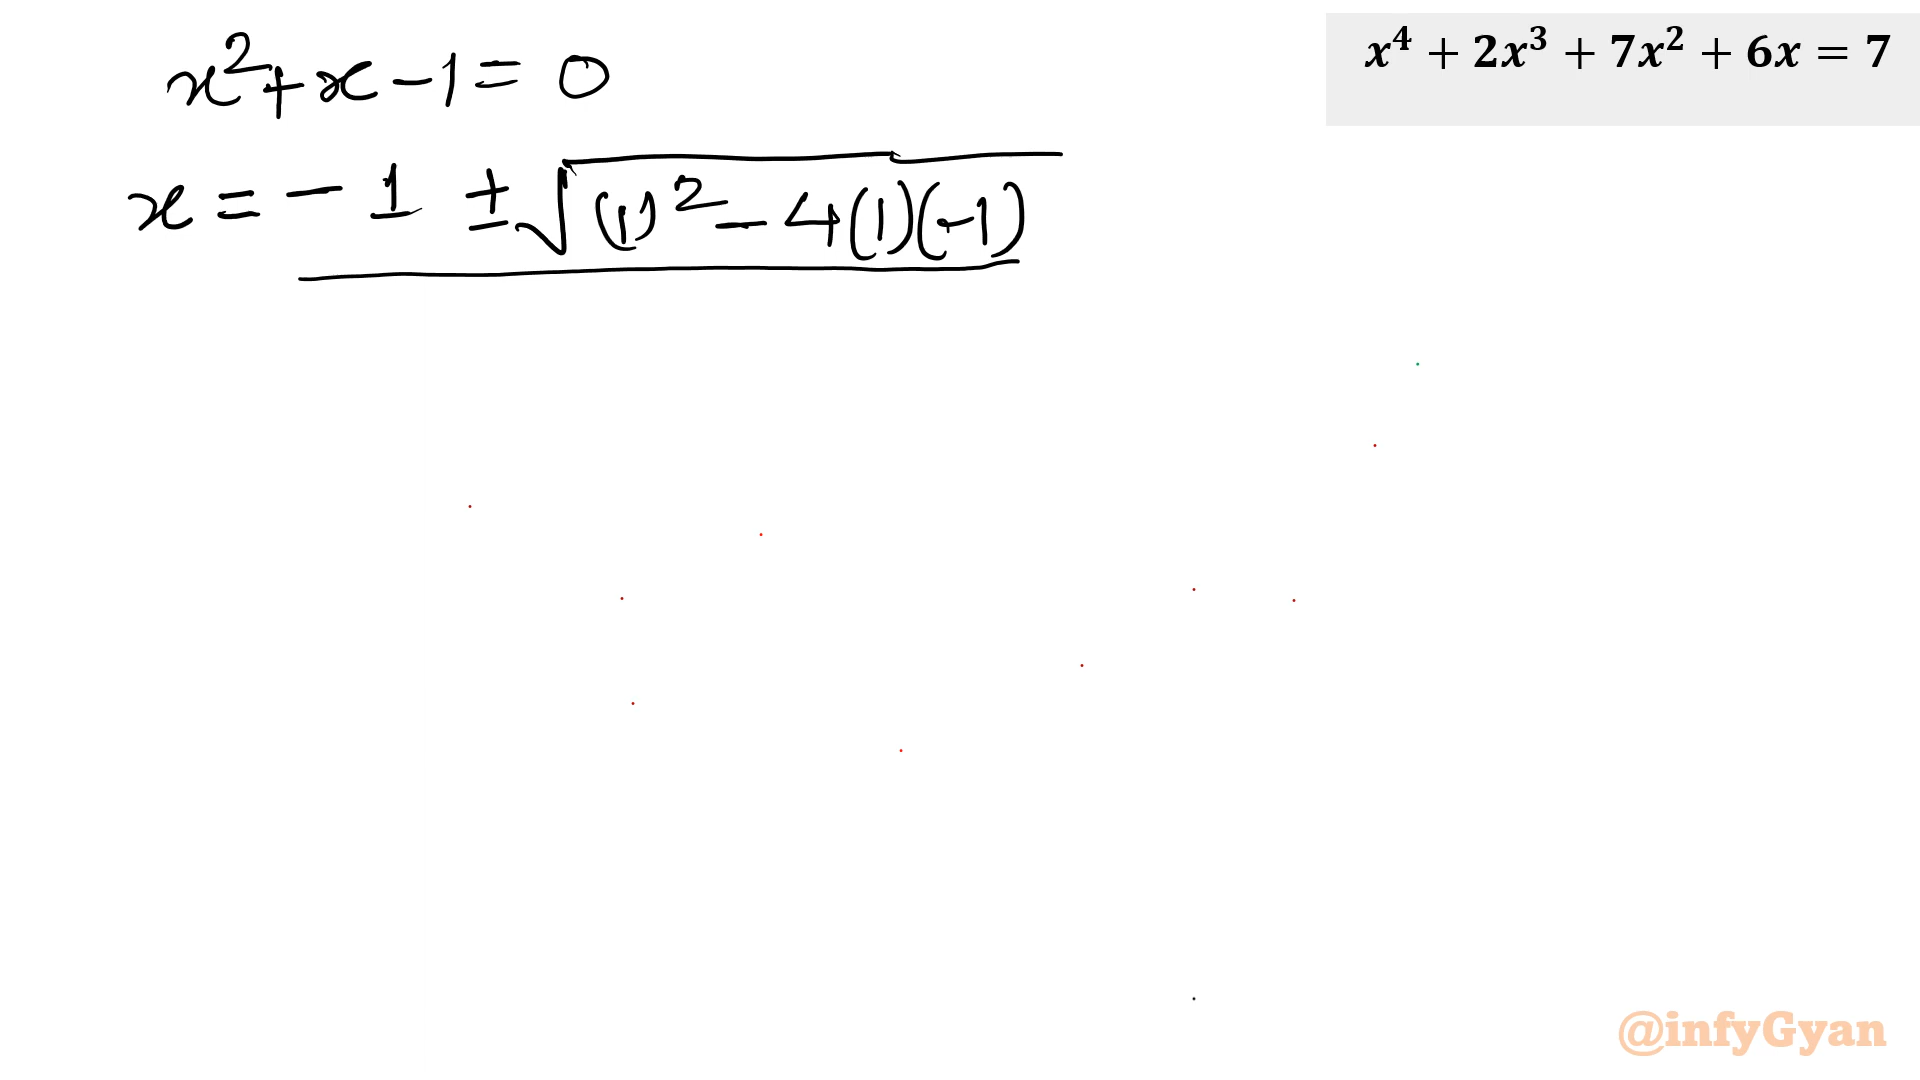 x² + x - 1 = 0
x⁴ + 2x³ + 7x² + 6x = 7
x = - 1 ± √(1)² - 4(1)(-1)
@infyGyan